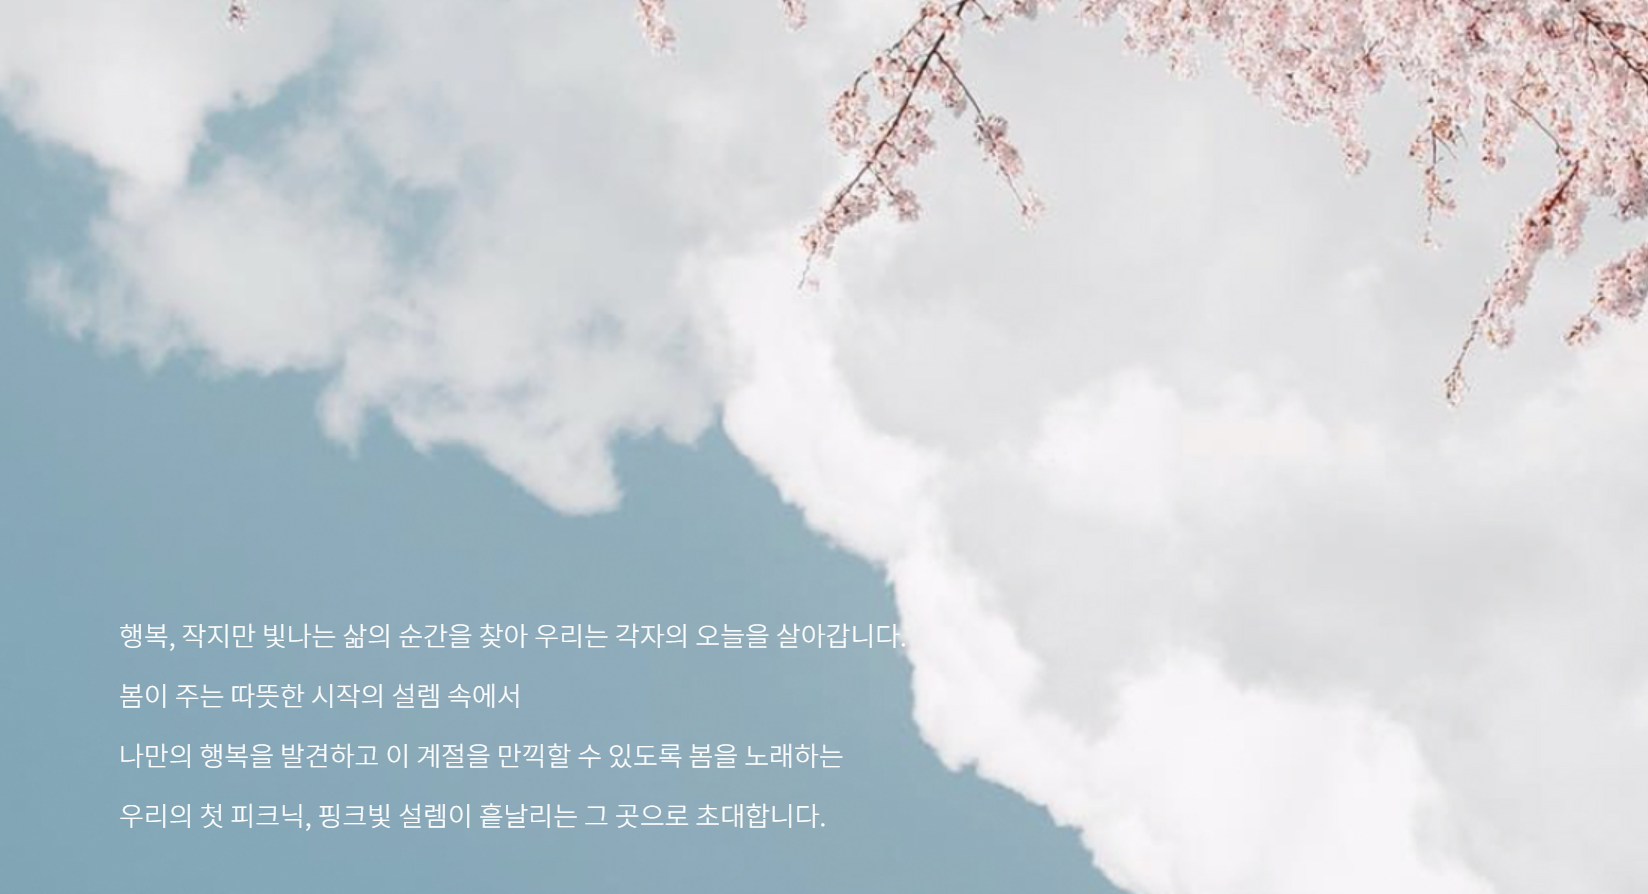 행복, 작지만 빛나는 삶의 순간을 찾아 우리는 각자의 오늘을 살아갑니다.
봄이 주는 따뜻한 시작의 설렘 속에서
나만의 행복을 발견하고 이 계절을 만끽할 수 있도록 봄을 노래하는
우리의 첫 피크닉, 핑크빛 설렘이 흩날리는 그 곳으로 초대합니다.